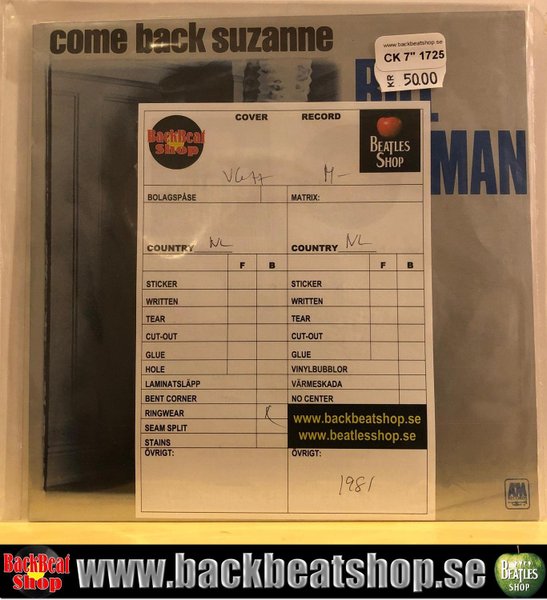 come back suzanne
www.backbeatshop.se
CK 7" 1725
KR 50.00
MAN
BackBeat
Shop
COVER
RECORD
BEATLES
SHOP
VG++
M-
BOLAGSPÅSE
MATRIX:
COUNTRY NL
COUNTRY NL
F B
F B
STICKER
STICKER
WRITTEN
WRITTEN
TEAR
TEAR
CUT-OUT
CUT-OUT
GLUE
GLUE
HOLE
VINYLBUBBLOR
LAMINATSLÄPP
VÄRMESKADA
BENT CORNER
NO CENTER
RINGWEAR
www.backbeatshop.se
SEAM SPLIT
www.beatlesshop.se
STAINS
ÖVRIGT:
ÖVRIGT:
1981
A&M
RECORDS
BackBeat
Shop
www.backbeatshop.se
BEATLES
SHOP